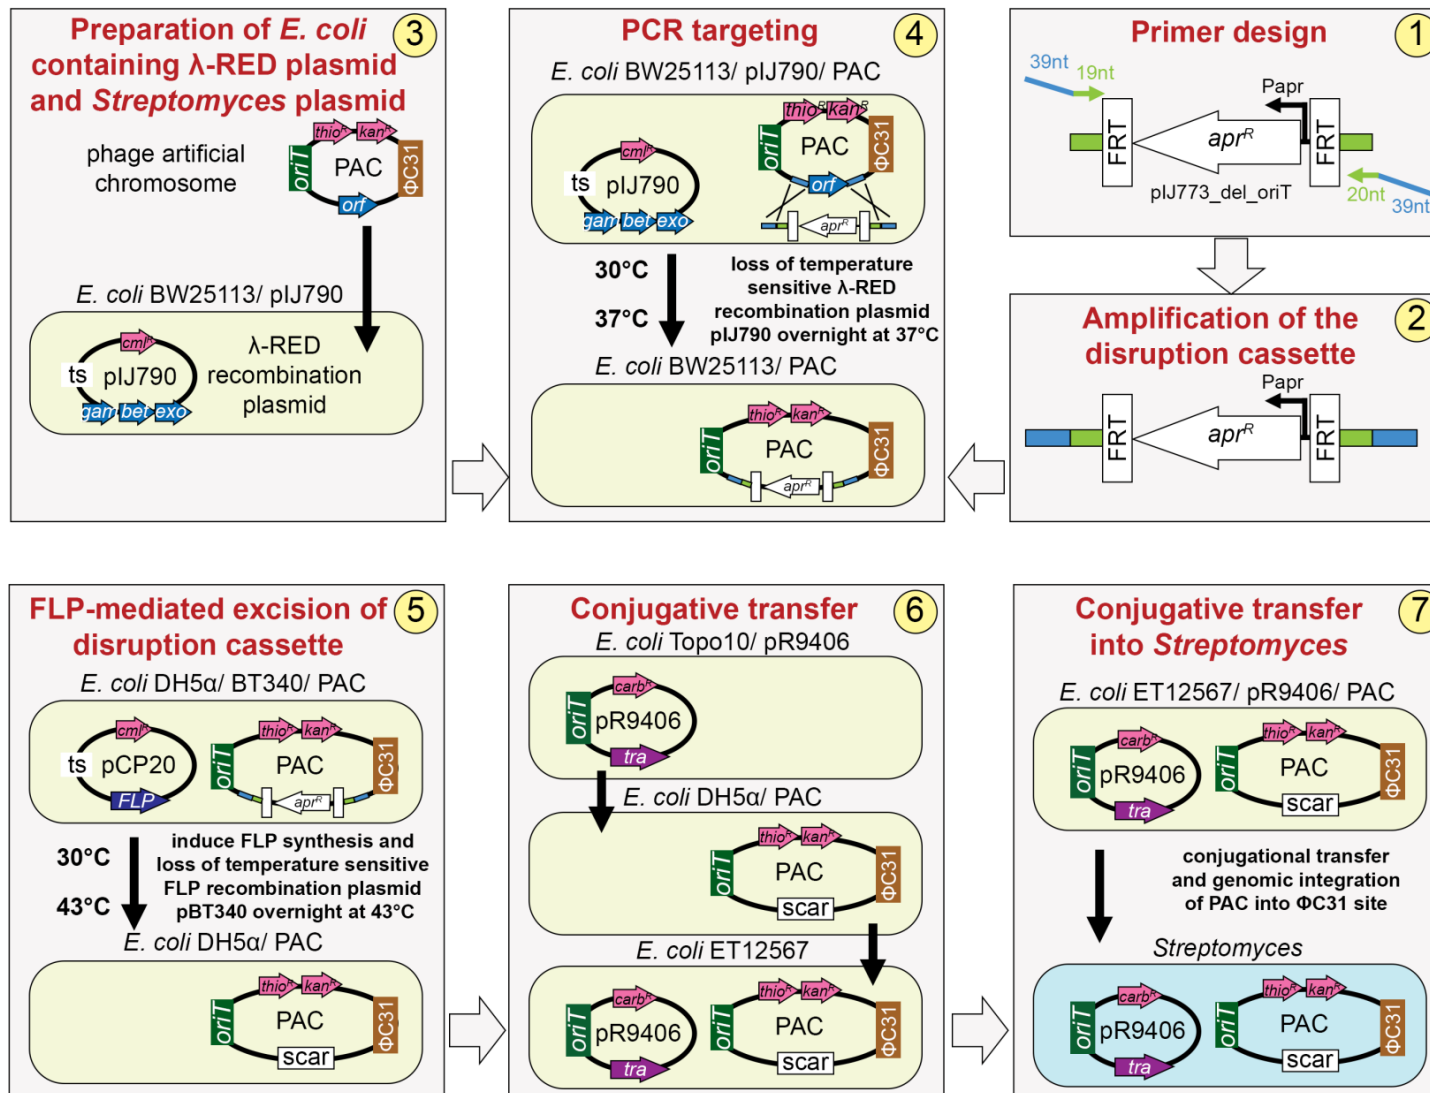 Preparation of E. coli
containing λ-RED plasmid
and Streptomyces plasmid
3
phage artificial
chromosome
thioR
kanR
oriT
PAC
ΦC31
orf
E. coli BW25113/ pIJ790
cmlR
ts
pIJ790
gam
bet
exo
λ-RED
recombination
plasmid
PCR targeting
4
E. coli BW25113/ pIJ790/ PAC
cmlR
ts
pIJ790
gam
bet
exo
thioR
kanR
oriT
PAC
ΦC31
orf
aprR
30°C
37°C
loss of temperature
sensitive λ-RED
recombination plasmid
pIJ790 overnight at 37°C
E. coli BW25113/ PAC
thioR
kanR
oriT
PAC
ΦC31
aprR
Primer design
1
39nt
19nt
Papr
FRT
aprR
FRT
pIJ773_del_oriT
20nt
39nt
Amplification of the
disruption cassette
2
Papr
FRT
aprR
FRT
FLP-mediated excision of
disruption cassette
5
E. coli DH5α/ BT340/ PAC
cmlR
ts
pCP20
FLP
thioR
kanR
oriT
PAC
ΦC31
aprR
30°C
43°C
induce FLP synthesis and
loss of temperature sensitive
FLP recombination plasmid
pBT340 overnight at 43°C
E. coli DH5α/ PAC
thioR
kanR
oriT
PAC
ΦC31
scar
Conjugative transfer
6
E. coli Topo10/ pR9406
carbR
oriT
pR9406
tra
E. coli DH5α/ PAC
thioR
kanR
oriT
PAC
ΦC31
scar
E. coli ET12567
carbR
oriT
pR9406
tra
thioR
kanR
oriT
PAC
ΦC31
scar
Conjugative transfer
into Streptomyces
7
E. coli ET12567/ pR9406/ PAC
carbR
oriT
pR9406
tra
thioR
kanR
oriT
PAC
ΦC31
scar
conjugational transfer
and genomic integration
of PAC into ΦC31 site
Streptomyces
carbR
oriT
pR9406
tra
thioR
kanR
oriT
PAC
ΦC31
scar